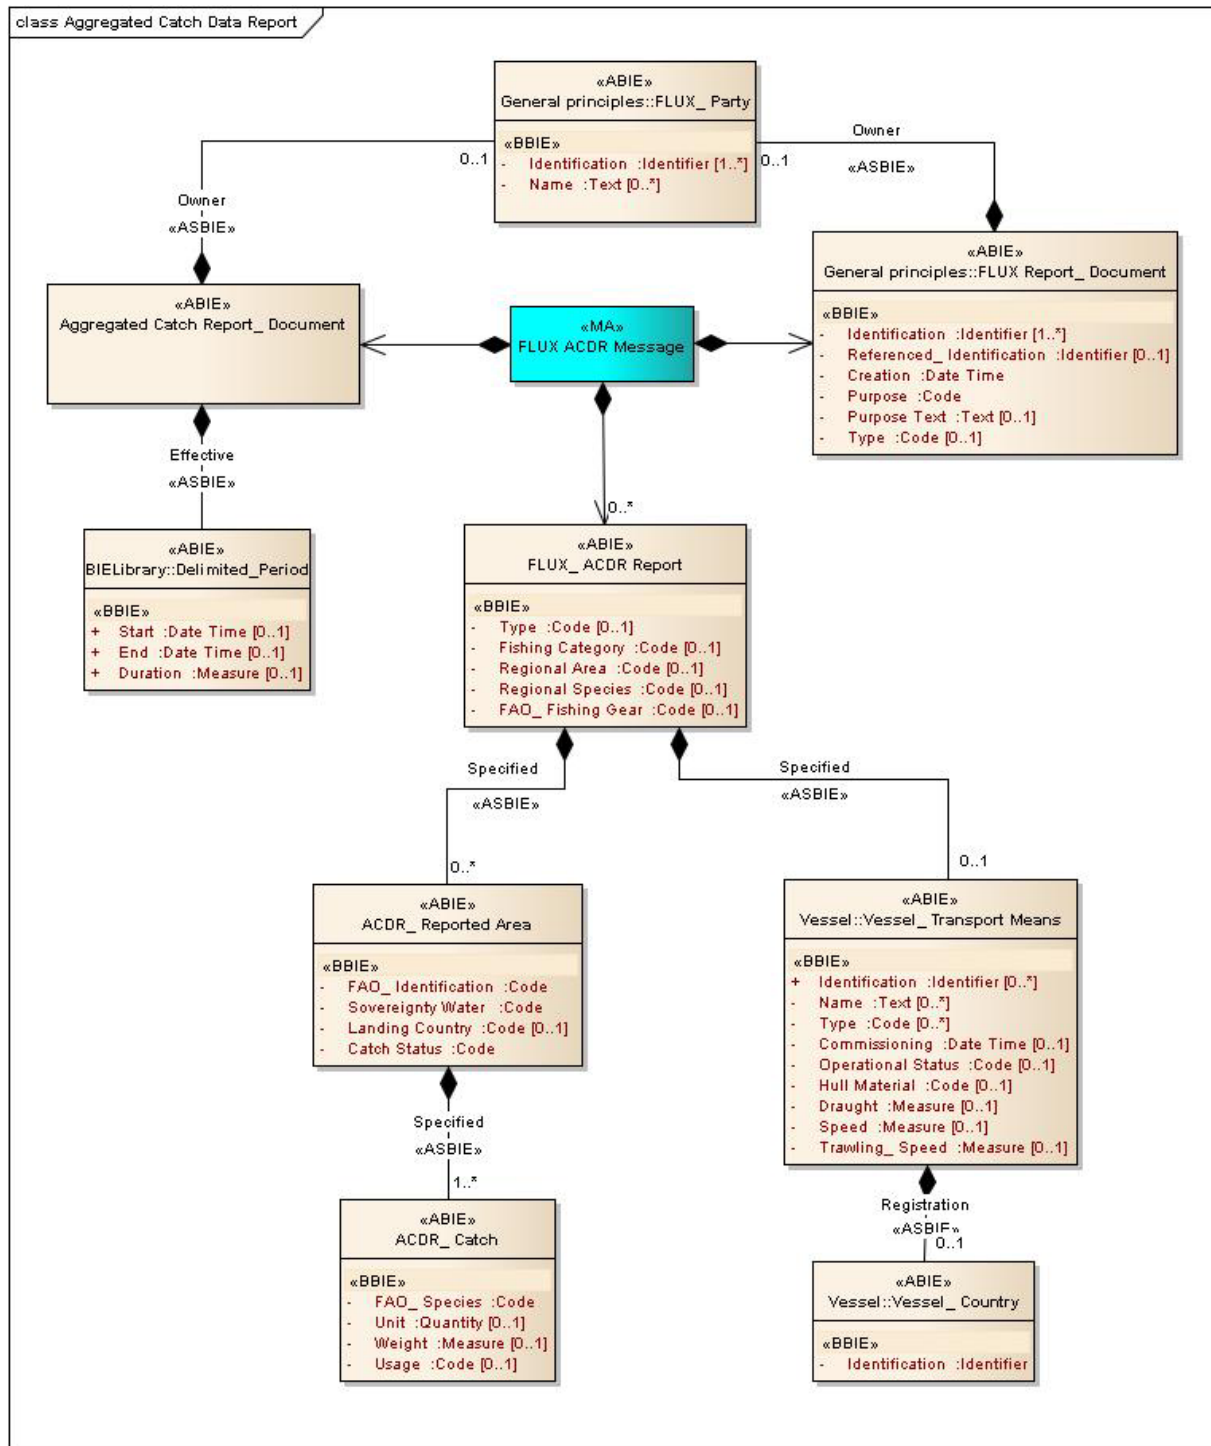 class Aggregated Catch Data Report
«ABIE»
General principles::FLUX_ Party
«BBIE»
- Identification :Identifier [1..*]
- Name :Text [0..*]
0..1
Owner
«ASBIE»
0..1
Owner
«ASBIE»
«ABIE»
Aggregated Catch Report_ Document
«MA»
FLUX ACDR Message
«ABIE»
General principles::FLUX Report_ Document
«BBIE»
- Identification :Identifier [1..*]
- Referenced_ Identification :Identifier [0..1]
- Creation :Date Time
- Purpose :Code
- Purpose Text :Text [0..1]
- Type :Code [0..1]
Effective
«ASBIE»
«ABIE»
BIELibrary::Delimited_Period
«BBIE»
+ Start :Date Time [0..1]
+ End :Date Time [0..1]
+ Duration :Measure [0..1]
0..*
«ABIE»
FLUX_ ACDR Report
«BBIE»
- Type :Code [0..1]
- Fishing Category :Code [0..1]
- Regional Area :Code [0..1]
- Regional Species :Code [0..1]
- FAO_ Fishing Gear :Code [0..1]
Specified
«ASBIE»
0..*
Specified
«ASBIE»
0..1
«ABIE»
ACDR_ Reported Area
«BBIE»
- FAO_ Identification :Code
- Sovereignty Water :Code
- Landing Country :Code [0..1]
- Catch Status :Code
«ABIE»
Vessel::Vessel_ Transport Means
«BBIE»
+ Identification :Identifier [0..*]
- Name :Text [0..*]
- Type :Code [0..*]
- Commissioning :Date Time [0..1]
- Operational Status :Code [0..1]
- Hull Material :Code [0..1]
- Draught :Measure [0..1]
- Speed :Measure [0..1]
- Trawling_ Speed :Measure [0..1]
Specified
«ASBIE»
1..*
«ABIE»
ACDR_ Catch
«BBIE»
- FAO_ Species :Code
- Unit :Quantity [0..1]
- Weight :Measure [0..1]
- Usage :Code [0..1]
Registration
«ASBIE»
0..1
«ABIE»
Vessel::Vessel_ Country
«BBIE»
- Identification :Identifier